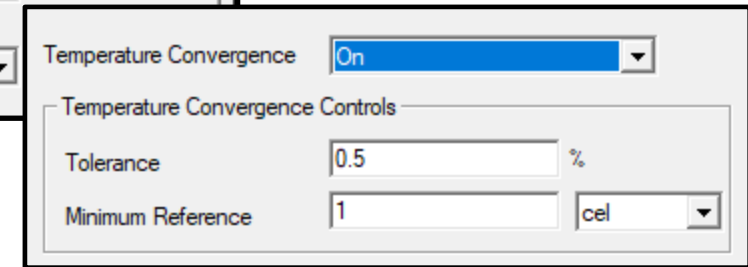 Temperature Convergence On
Temperature Convergence Controls
Tolerance 0.5 %
Minimum Reference 1 cel